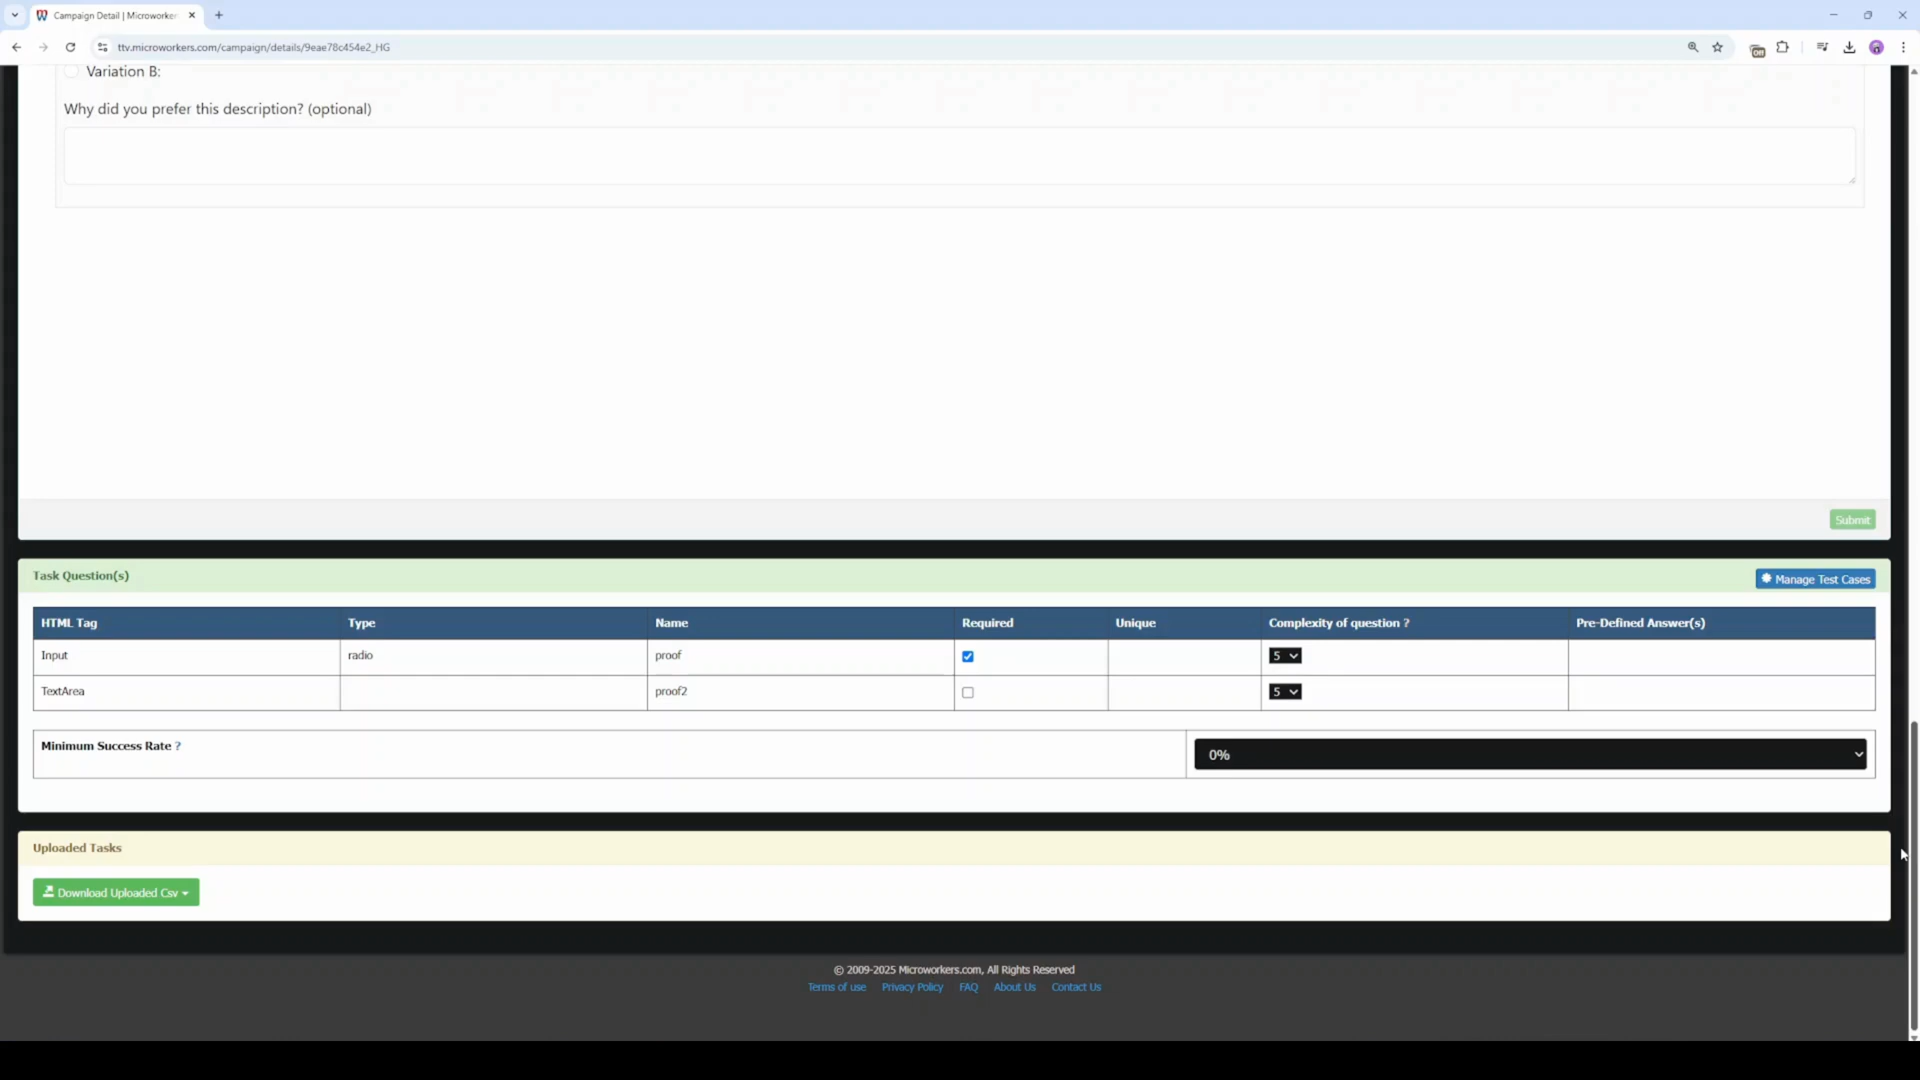 Campaign Detail | Microworker
ttv.microworkers.com/campaign/details/9eae78c454e2_HG
Off
Variation B:
Why did you prefer this description? (optional)
Submit
Task Question(s)
Manage Test Cases
HTML Tag Type Name Required Unique Complexity of question ? Pre-Defined Answer(s)
Input radio proof 5
TextArea proof2 5
Minimum Success Rate ? 0%
Uploaded Tasks
Download Uploaded Csv
© 2009-2025 Microworkers.com, All Rights Reserved
Terms of use Privacy Policy FAQ About Us Contact Us